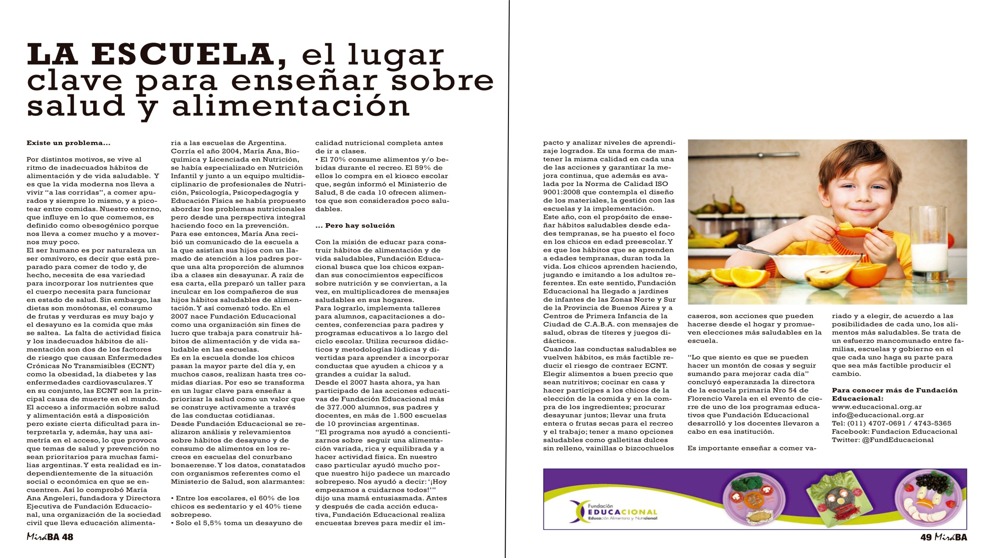 LA ESCUELA, el lugar
clave para enseñar sobre
salud y alimentación
Existe un problema...
Por distintos motivos, se vive al
ritmo de inadecuados hábitos de
alimentación y de vida saludable. Y
es que la vida moderna nos lleva a
vivir “a las corridas”, a comer apu-
rados y siempre lo mismo, y a pico-
tear entre comidas. Nuestro entorno,
que influye en lo que comemos, es
definido como obesogénico porque
nos lleva a comer mucho y a mover-
nos muy poco.
El ser humano es por naturaleza un
ser omnívoro, es decir que está pre-
parado para comer de todo y, de
hecho, necesita de esa variedad
para incorporar los nutrientes que
el cuerpo necesita para funcionar
en estado de salud. Sin embargo, las
dietas son monótonas, el consumo
de frutas y verduras es muy bajo y
el desayuno es la comida que más
se saltea. La falta de actividad física
y los inadecuados hábitos de ali-
mentación son dos de los factores
de riesgo que causan Enfermedades
Crónicas No Transmisibles (ECNT)
como la obesidad, la diabetes y las
enfermedades cardiovasculares. Y
en su conjunto, las ECNT son la prin-
cipal causa de muerte en el mundo.
El acceso a información sobre salud
y alimentación está a disposición
pero existe cierta dificultad para in-
terpretarla y, además, hay una asi-
metría en el acceso, lo que provoca
que temas de salud y prevención no
sean prioritarios para muchas fami-
lias argentinas. Y esta realidad es in-
dependientemente de la situación
social o económica en que se en-
cuentren. Así lo comprobó María
Ana Angeleri, fundadora y Directora
Ejecutiva de Fundación Educacio-
nal, una organización de la sociedad
civil que lleva educación alimenta-
ria a las escuelas de Argentina.
Corría el año 2004, María Ana, Bio-
química y Licenciada en Nutrición,
se había especializado en Nutrición
Infantil y junto a un equipo multidis-
ciplinario de profesionales de Nutri-
ción, Psicología, Psicopedagogía y
Educación Física se había propuesto
abordar los problemas nutricionales
pero desde una perspectiva integral
haciendo foco en la prevención.
Para ese entonces, María Ana reci-
bió un comunicado de la escuela a
la que asistían sus hijos con un lla-
mado de atención a los padres por-
que una alta proporción de alumnos
iba a clases sin desayunar. A raíz de
esa carta, ella preparó un taller para
inculcar en los compañeros de sus
hijos hábitos saludables de alimen-
tación. Y así comenzó todo. En el
2007 nace Fundación Educacional
como una organización sin fines de
lucro que trabaja para construir há-
bitos de alimentación y de vida sa-
ludable en las escuelas.
Es en la escuela donde los chicos
pasan la mayor parte del día y, en
muchos casos, realizan hasta tres co-
midas diarias. Por eso se transforma
en un lugar clave para enseñar a
priorizar la salud como un valor que
se construye activamente a través
de las conductas cotidianas.
Desde Fundación Educacional se re-
alizaron análisis y relevamientos
sobre hábitos de desayuno y de
consumo de alimentos en los re-
creos en escuelas del conurbano
bonaerense. Y los datos, constatados
con organismos referentes como el
Ministerio de Salud, son alarmantes:
• Entre los escolares, el 60% de los
chicos es sedentario y el 40% tiene
sobrepeso.
• Solo el 5,5% toma un desayuno de
calidad nutricional completa antes
de ir a clases.
• El 70% consume alimentos y/o be-
bidas durante el recreo. El 59% de
ellos lo compra en el kiosco escolar
que, según informó el Ministerio de
Salud, 8 de cada 10 ofrecen alimen-
tos que son considerados poco salu-
dables.
... Pero hay solución
Con la misión de educar para cons-
truir hábitos de alimentación y de
vida saludables, Fundación Educa-
cional busca que los chicos expan-
dan sus conocimientos específicos
sobre nutrición y se conviertan, a la
vez, en multiplicadores de mensajes
saludables en sus hogares.
Para lograrlo, implementa talleres
para alumnos, capacitaciones a do-
centes, conferencias para padres y
programas educativos a lo largo del
ciclo escolar. Utiliza recursos didác-
ticos y metodologías lúdicas y di-
vertidas para aprender a incorporar
conductas que ayuden a chicos y a
grandes a cuidar la salud.
Desde el 2007 hasta ahora, ya han
participado de las acciones educati-
vas de Fundación Educacional más
de 377.000 alumnos, sus padres y
docentes, en más de 1.500 escuelas
de 10 provincias argentinas.
“El programa nos ayudó a concienti-
zarnos sobre seguir una alimenta-
ción variada, rica y equilibrada y a
hacer actividad física. En nuestro
caso particular ayudó mucho por-
que nuestro hijo padece un marcado
sobrepeso. Nos ayudó a decir: ‘¡Hoy
empezamos a cuidarnos todos!’”
dijo una mamá entusiasmada. Antes
y después de cada acción educa-
tiva, Fundación Educacional realiza
encuestas breves para medir el im-
MiráBA 48
pacto y analizar niveles de aprendi-
zaje logrados. Es una forma de man-
tener la misma calidad en cada una
de las acciones y garantizar la me-
jora continua, que además es ava-
lada por la Norma de Calidad ISO
9001:2008 que contempla el diseño
de los materiales, la gestión con las
escuelas y la implementación.
Este año, con el propósito de ense-
ñar hábitos saludables desde eda-
des tempranas, se ha puesto el foco
en los chicos en edad preescolar. Y
es que los hábitos que se aprenden
a edades tempranas, duran toda la
vida. Los chicos aprenden haciendo,
jugando e imitando a los adultos re-
ferentes. En este sentido, Fundación
Educacional ha llegado a jardines
de infantes de las Zonas Norte y Sur
de la Provincia de Buenos Aires y a
Centros de Primera Infancia de la
Ciudad de C.A.B.A. con mensajes de
salud, obras de títeres y juegos di-
dácticos.
Cuando las conductas saludables se
vuelven hábitos, es más factible re-
ducir el riesgo de contraer ECNT.
Elegir alimentos a buen precio que
sean nutritivos; cocinar en casa y
hacer partícipes a los chicos de la
elección de la comida y en la com-
pra de los ingredientes; procurar
desayunar juntos; llevar una fruta
entera o frutas secas para el recreo
y el trabajo; tener a mano opciones
saludables como galletitas dulces
sin relleno, vainillas o bizcochuelos
caseros, son acciones que pueden
hacerse desde el hogar y promue-
ven elecciones más saludables en la
escuela.
“Lo que siento es que se pueden
hacer un montón de cosas y seguir
sumando para mejorar cada día”
concluyó esperanzada la directora
de la escuela primaria Nro 54 de
Florencio Varela en el evento de cie-
rre de uno de los programas educa-
tivos que Fundación Educacional
desarrolló y los docentes llevaron a
cabo en esa institución.
Es importante enseñar a comer va-
riado y a elegir, de acuerdo a las
posibilidades de cada uno, los ali-
mentos más saludables. Se trata de
un esfuerzo mancomunado entre fa-
milias, escuelas y gobierno en el
que cada uno haga su parte para
que sea más factible producir el
cambio.
Para conocer más de Fundación
Educacional:
www.educacional.org.ar
info@educacional.org.ar
Tel: (011) 4707-0691 / 4743-5365
Facebook: Fundacion Educacional
Twitter: @FundEducacional
Fundación
EDUCACIONAL
Educación Alimentaria y Nutricional
49 MiráBA